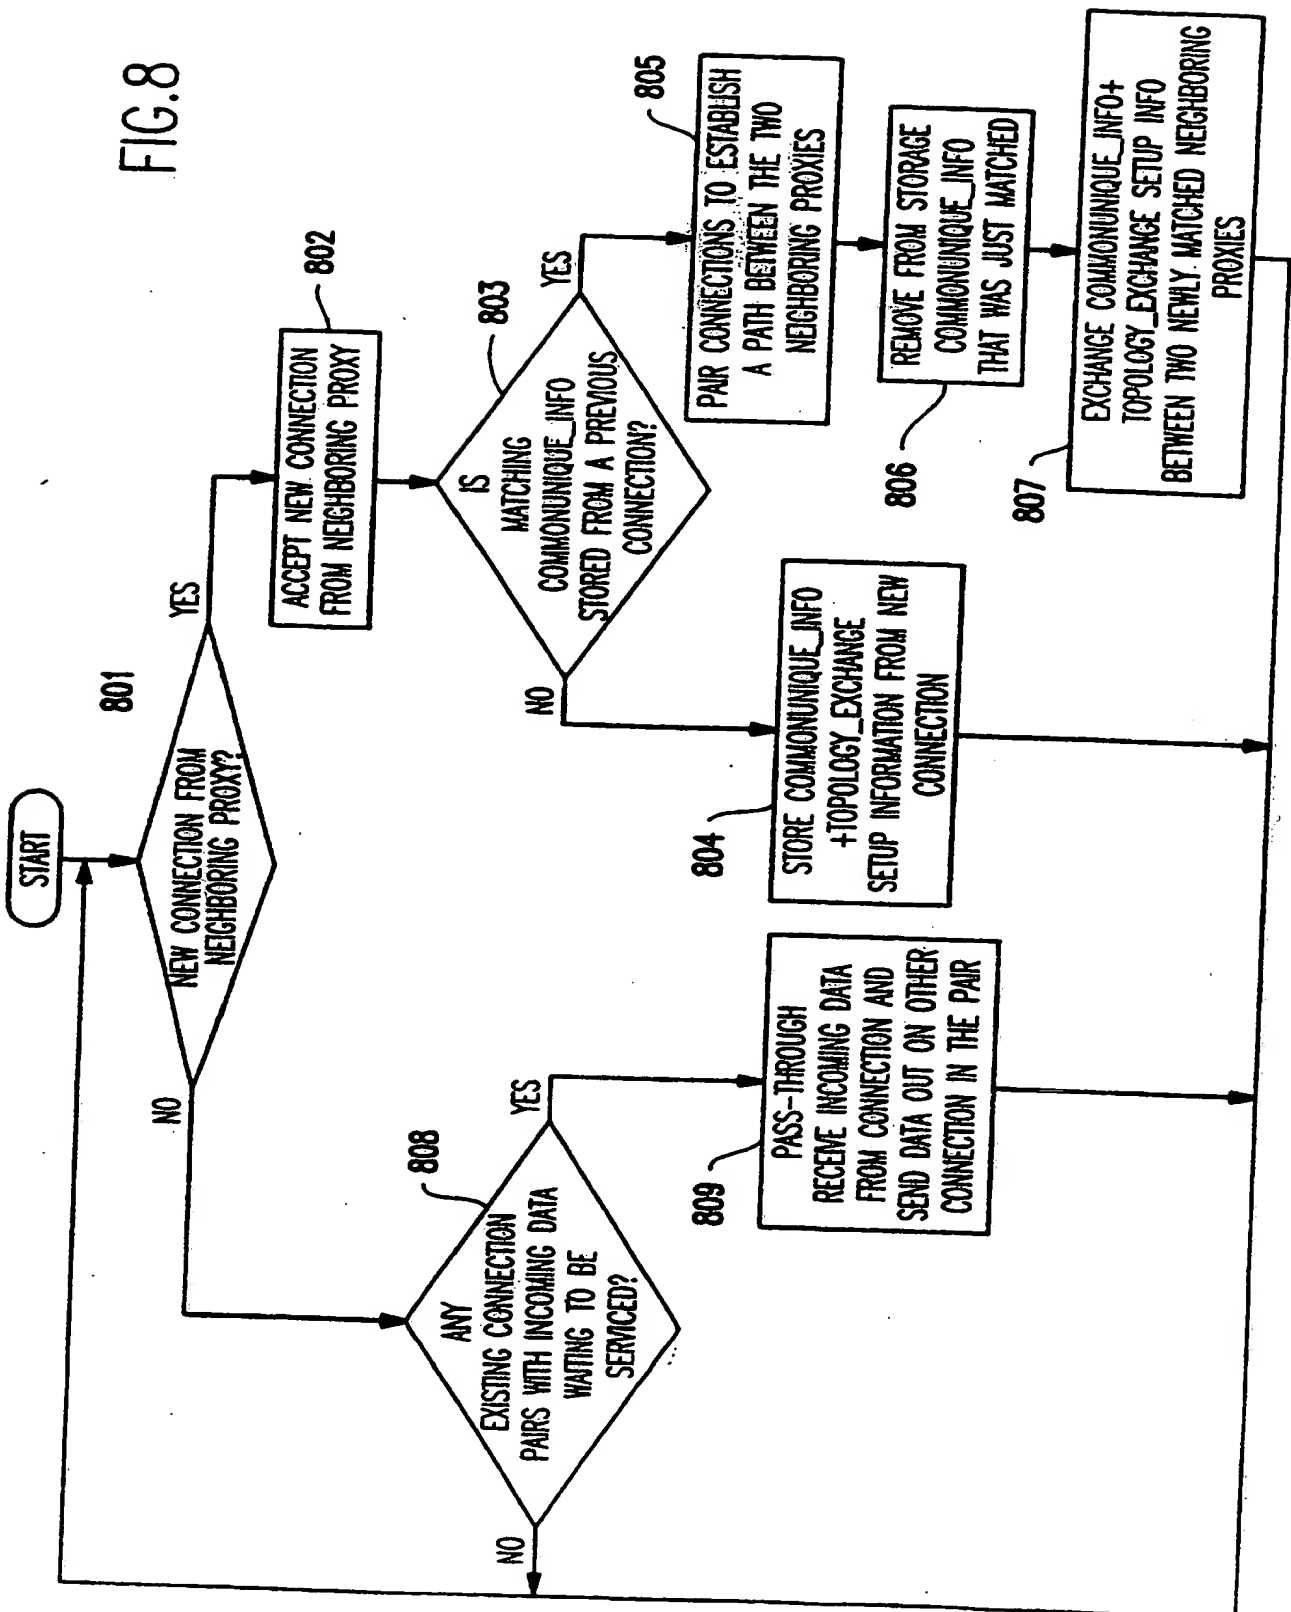 FIG.8
START
801
NEW CONNECTION FROM
NEIGHBORING PROXY?
YES
NO
802
ACCEPT NEW CONNECTION
FROM NEIGHBORING PROXY
803
IS
MATCHING
COMMONUNIQUE_INFO
STORED FROM A PREVIOUS
CONNECTION?
YES
NO
805
PAIR CONNECTIONS TO ESTABLISH
A PATH BETWEEN THE TWO
NEIGHBORING PROXIES
806
REMOVE FROM STORAGE
COMMONUNIQUE_INFO
THAT WAS JUST MATCHED
807
EXCHANGE COMMONUNIQUE_INFO+
TOPOLOGY_EXCHANGE SETUP INFO
BETWEEN TWO NEWLY MATCHED NEIGHBORING
PROXIES
804
STORE COMMONUNIQUE_INFO
+TOPOLOGY_EXCHANGE
SETUP INFORMATION FROM NEW
CONNECTION
808
ANY
EXISTING CONNECTION
PAIRS WITH INCOMING DATA
WAITING TO BE
SERVICED?
YES
NO
809
PASS-THROUGH
RECEIVE INCOMING DATA
FROM CONNECTION AND
SEND DATA OUT ON OTHER
CONNECTION IN THE PAIR